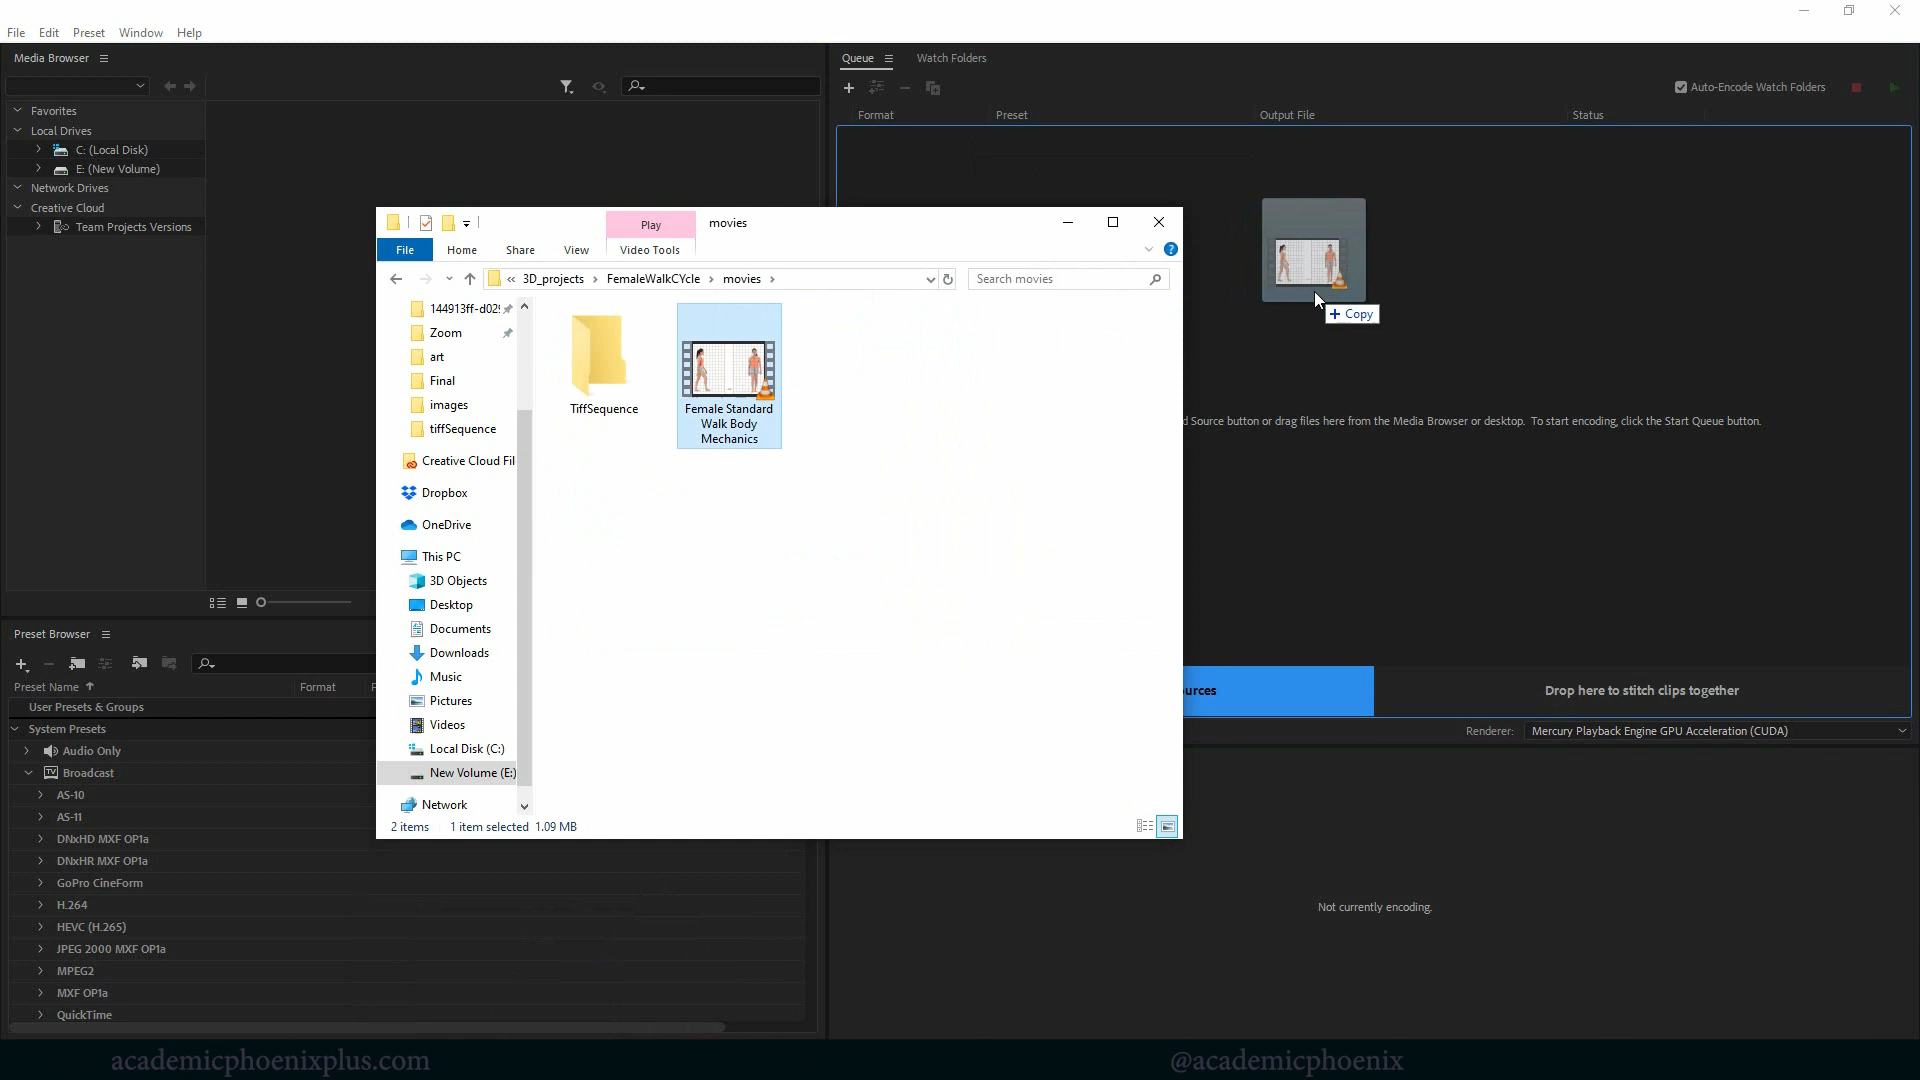 File Edit Preset Window Help
Media Browser
Queue
Watch Folders
Auto-Encode Watch Folders
Format
Preset
Output File
Status
Favorites
Local Drives
C: (Local Disk)
E: (New Volume)
Network Drives
Creative Cloud
Team Projects Versions
Play
movies
File
Home
Share
View
Video Tools
« 3D_projects > FemaleWalkCYcle > movies >
Search movies
144913ff-d02
Zoom
art
Final
images
tiffSequence
Creative Cloud Fil
Dropbox
OneDrive
This PC
3D Objects
Desktop
Documents
Downloads
Music
Pictures
Videos
Local Disk (C:)
New Volume (E:)
Network
2 items
1 item selected 1.09 MB
TiffSequence
Female Standard
Walk Body
Mechanics
+ Copy
d Source button or drag files here from the Media Browser or desktop. To start encoding, click the Start Queue button.
urces
Drop here to stitch clips together
Renderer: Mercury Playback Engine GPU Acceleration (CUDA)
Not currently encoding.
Preset Browser
Preset Name
Format
User Presets & Groups
System Presets
Audio Only
TV Broadcast
AS-10
AS-11
DNxHD MXF OP1a
DNxHR MXF OP1a
GoPro CineForm
H.264
HEVC (H.265)
JPEG 2000 MXF OP1a
MPEG2
MXF OP1a
QuickTime
academicphoenixplus.com
@academicphoenix